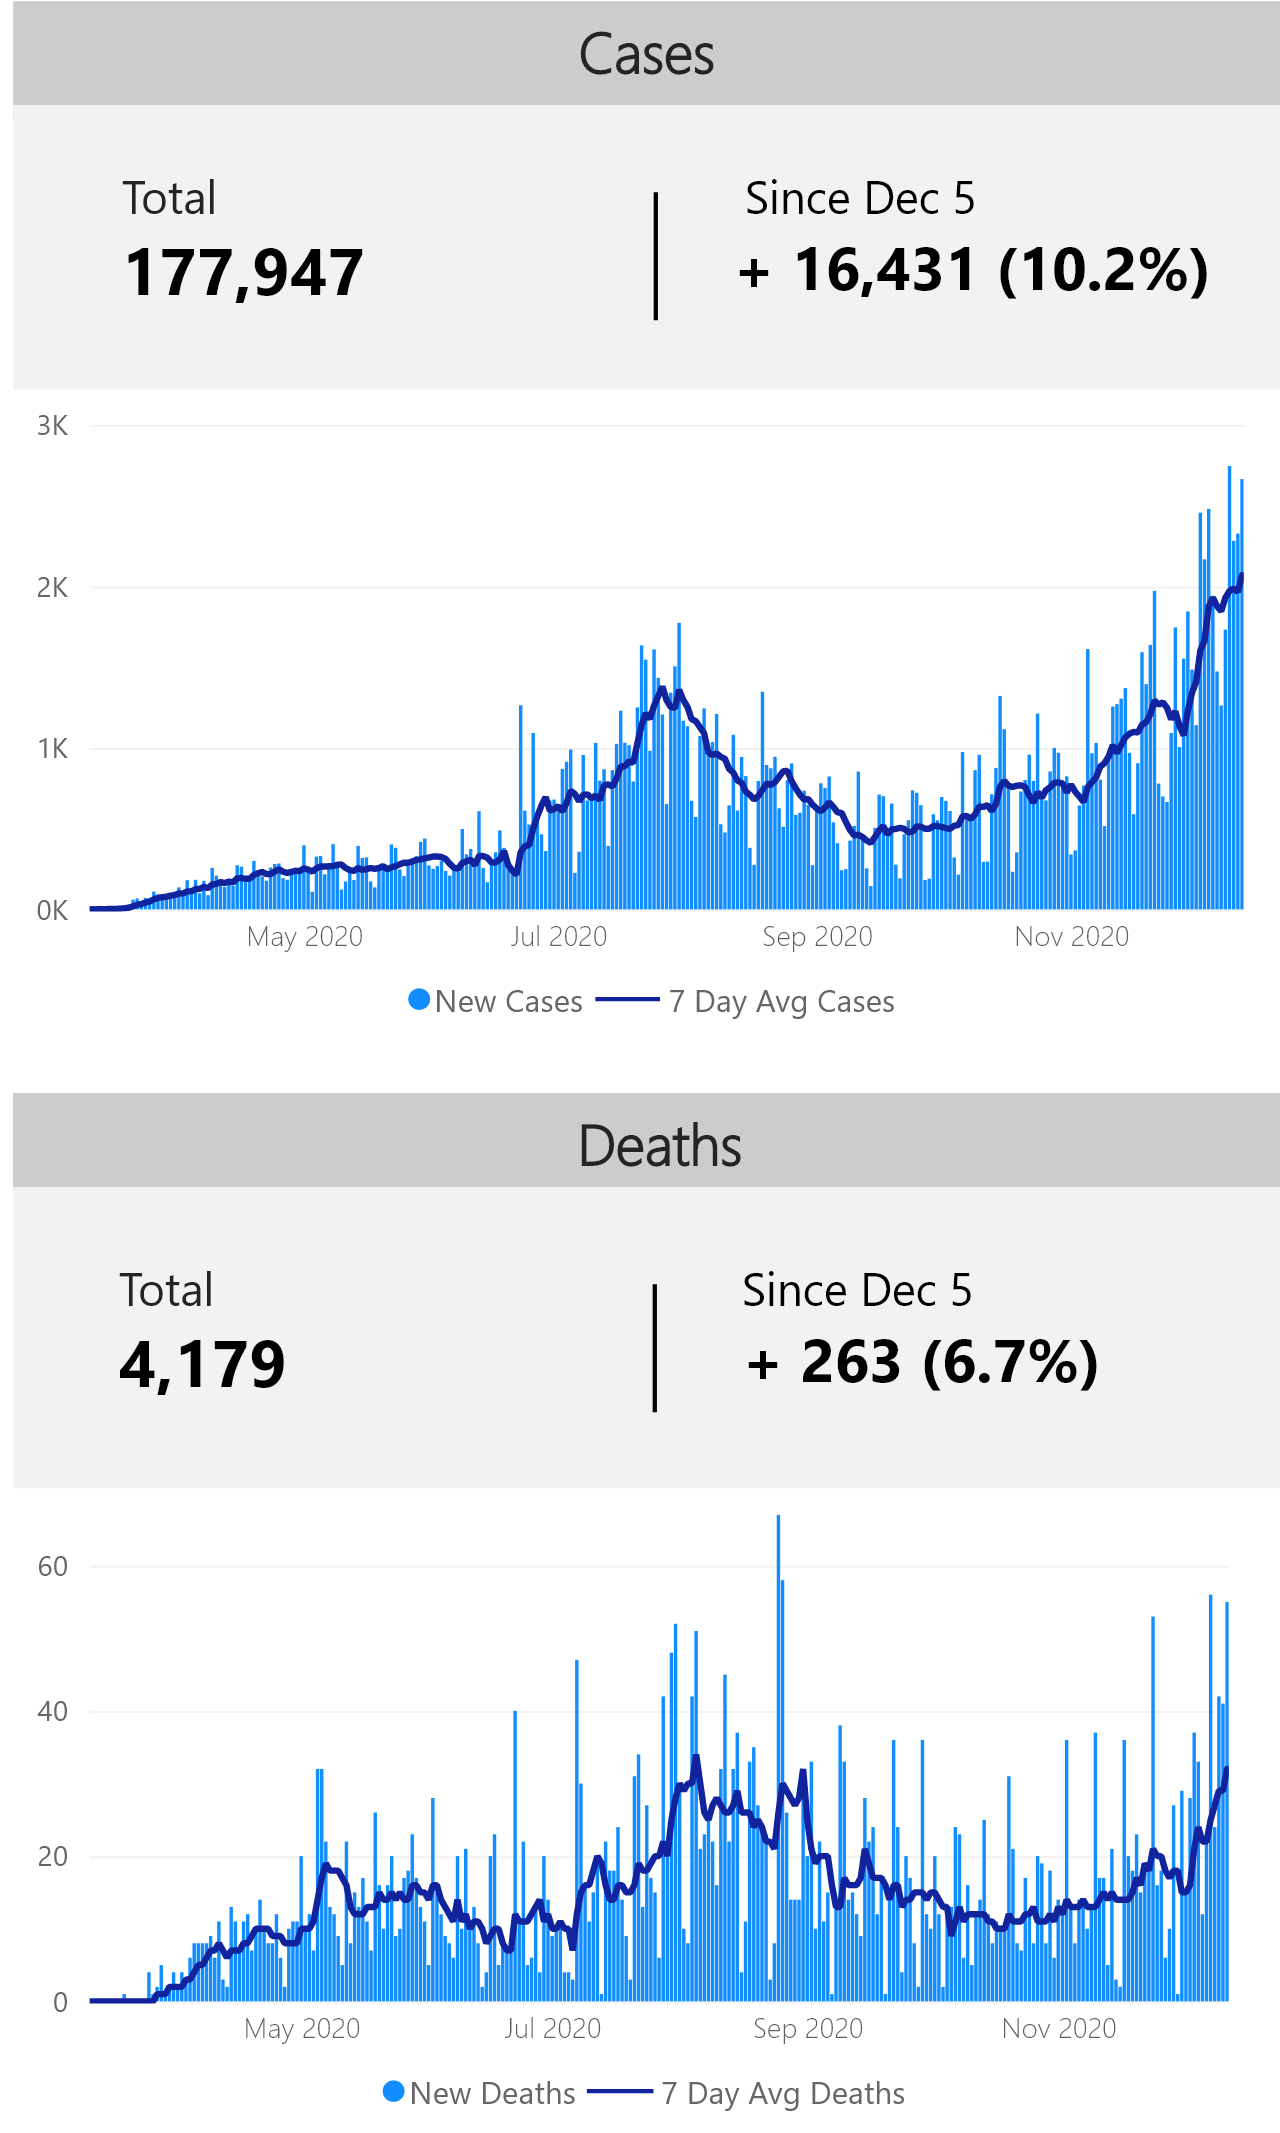 Cases
Total
177,947
Since Dec 5
+ 16,431 (10.2%)
3K
2K
1K
0K
May 2020 Jul 2020 Sep 2020 Nov 2020
New Cases 7 Day Avg Cases
Deaths
Total
4,179
Since Dec 5
+ 263 (6.7%)
60
40
20
0
May 2020 Jul 2020 Sep 2020 Nov 2020
New Deaths 7 Day Avg Deaths